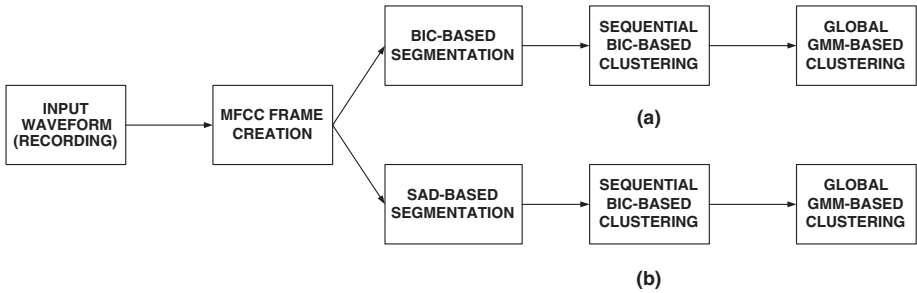 INPUT
WAVEFORM
(RECORDING)
MFCC FRAME
CREATION
BIC-BASED
SEGMENTATION
SEQUENTIAL
BIC-BASED
CLUSTERING
GLOBAL
GMM-BASED
CLUSTERING
(a)
SAD-BASED
SEGMENTATION
SEQUENTIAL
BIC-BASED
CLUSTERING
GLOBAL
GMM-BASED
CLUSTERING
(b)